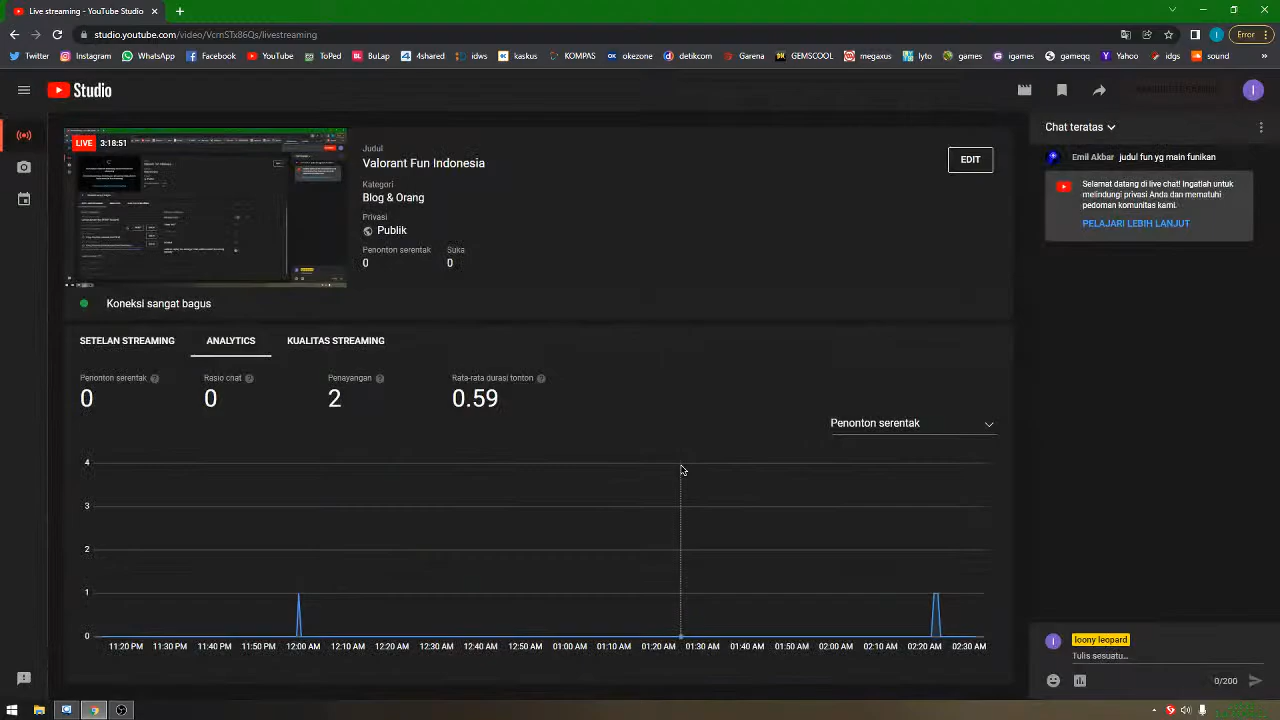 Live streaming - YouTube Studio
studio.youtube.com/video/VcrnSTx86Qs/livestreaming
Error
Twitter Instagram WhatsApp Facebook YouTube ToPed BuLap 4shared idws kaskus KOMPAS okezone detikcom Garena GEMSCOOL megaxus lyto games igames gameqq Yahoo idgs sound
Studio
LIVE 3:18:51
Judul
Valorant Fun Indonesia
EDIT
Kategori
Blog & Orang
Privasi
Publik
Penonton serentak Suka
0 0
Koneksi sangat bagus
SETELAN STREAMING ANALYTICS KUALITAS STREAMING
Penonton serentak Rasio chat Penayangan Rata-rata durasi tonton
0 0 2 0.59
Penonton serentak
4
3
2
1
0
11:20 PM 11:30 PM 11:40 PM 11:50 PM 12:00 AM 12:10 AM 12:20 AM 12:30 AM 12:40 AM 12:50 AM 01:00 AM 01:10 AM 01:20 AM 01:30 AM 01:40 AM 01:50 AM 02:00 AM 02:10 AM 02:20 AM 02:30 AM
Chat teratas
Emil Akbar judul fun yg disalahkan
Selamat datang di live chat! Ingatlah untuk
melindungi privasi Anda dan mematuhi
pedoman komunitas kami.
PELAJARI LEBIH LANJUT
loony leopard
Tulis sesuatu...
0/200